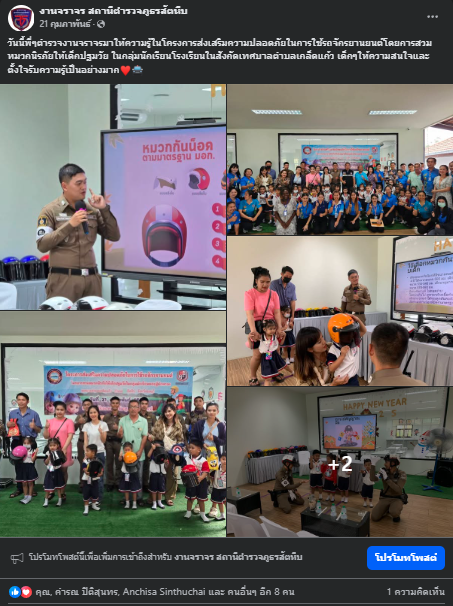 งานจราจร สถานีตำรวจภูธรสัตหีบ
21 กุมภาพันธ์ ·
วันนี้พี่ๆตำรวจงานจราจรมาให้ความรู้ในโครงการส่งเสริมความปลอดภัยในการใช้รถจักรยานยนต์โดยการสวม
หมวกนิรภัยให้เด็กปฐมวัย ในกลุ่มนักเรียนโรงเรียนในสังกัดเทศบาลตำบลเกล็ดแก้ว เด็กๆให้ความสนใจและ
ตั้งใจรับความรู้เป็นอย่างมาก
หมวกกันน็อค
ตามมาตรฐาน มอก.
1
2
3
4
HAPPY NEW YEAR
+2
โปรโมทโพสต์นี้เพื่อเพิ่มการเข้าถึงสำหรับ งานจราจร สถานีตำรวจภูธรสัตหีบ
โปรโมทโพสต์
คุณ, คำรณ ปิติสุนทร, Anchisa Sinthuchai และ คนอื่นๆ อีก 8 คน
1 ความคิดเห็น